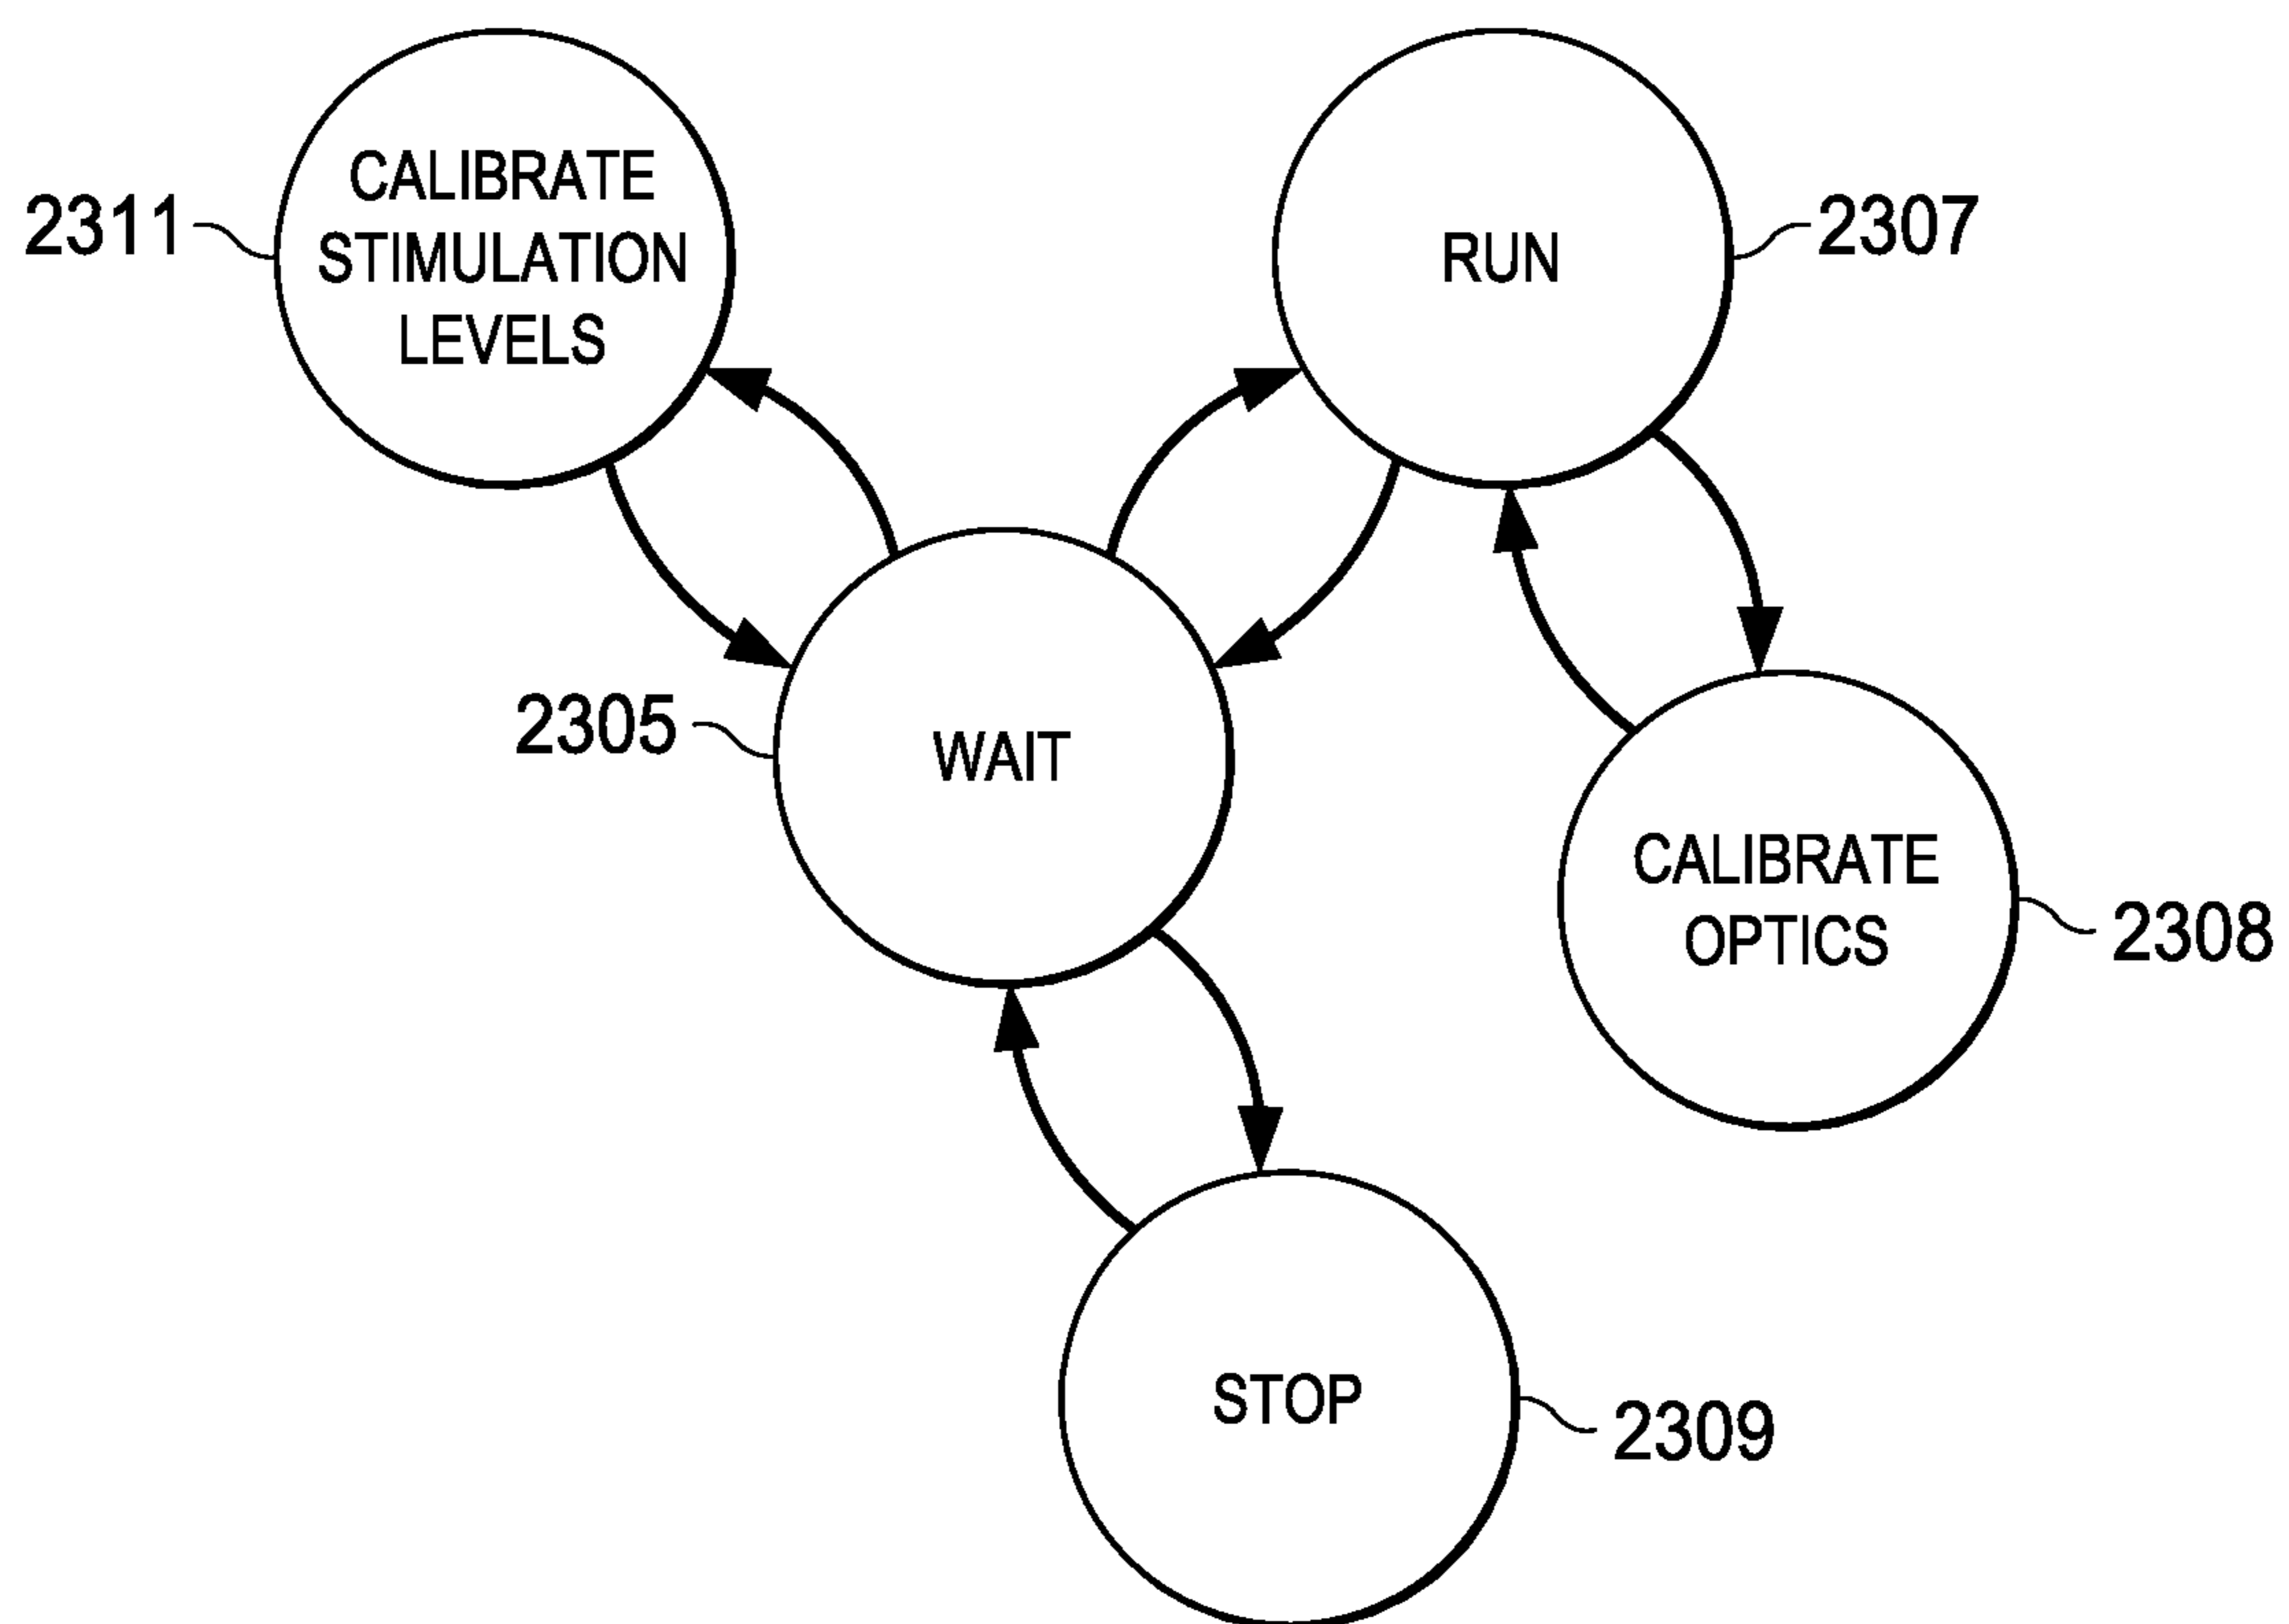 2311
CALIBRATE
STIMULATION
LEVELS
RUN
2307
2305
WAIT
CALIBRATE
OPTICS
2308
STOP
2309